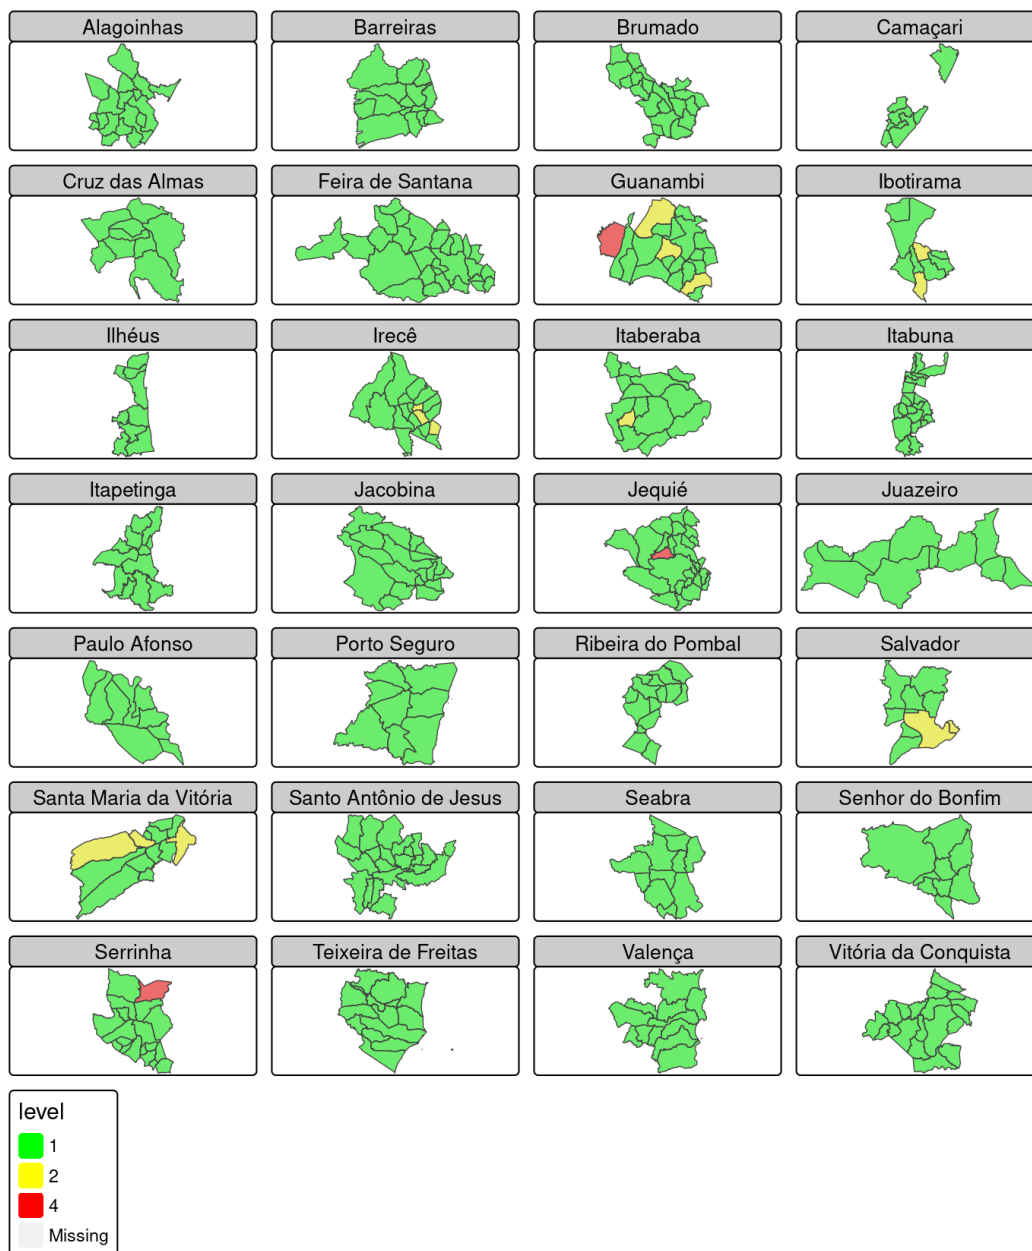 Alagoinhas
Barreiras
Brumado
Camaçari
Cruz das Almas
Feira de Santana
Guanambi
Ibotirama
Ilhéus
Irecê
Itaberaba
Itabuna
Itapetinga
Jacobina
Jequié
Juazeiro
Paulo Afonso
Porto Seguro
Ribeira do Pombal
Salvador
Santa Maria da Vitória
Santo Antônio de Jesus
Seabra
Senhor do Bonfim
Serrinha
Teixeira de Freitas
Valença
Vitória da Conquista
level
1
2
4
Missing